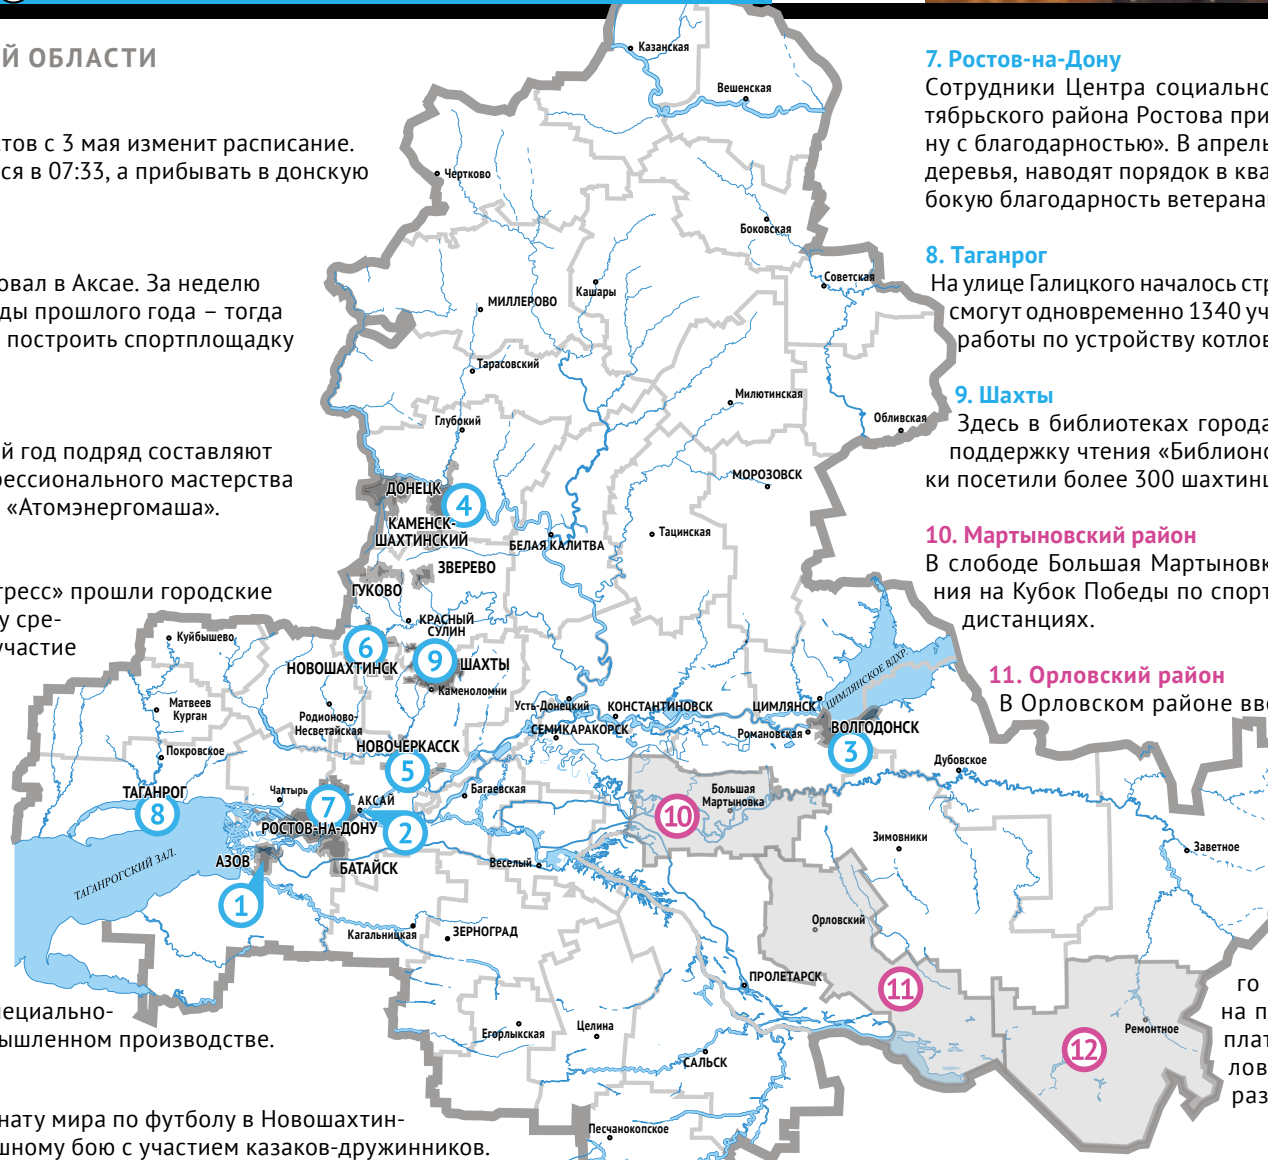 Й ОБЛАСТИ
тов с 3 мая изменит расписание.
ся в 07:33, а прибывать в донскую
овал в Аксае. За неделю
ды прошлого года – тогда
построить спортплощадку
й год подряд составляют
ессионального мастерства
«Атомэнергомаша».
гресс» прошли городские
у сре-
участие
пециально-
ышленном производстве.
нату мира по футболу в Новошахтин-
шному бою с участием казаков-дружинников.
Казанская
Вешенская
Чертково
Боковская
Советская
Кашары
МИЛЛЕРОВО
Тарасовский
Милютинская
Обливская
Глубокий
МОРОЗОВСК
ДОНЕЦК
4
КАМЕНСК-
ШАХТИНСКИЙ
БЕЛАЯ КАЛИТВА
Тацинская
ЗВЕРЕВО
ГУКОВО
КРАСНЫЙ
СУЛИН
6
9
НОВОШАХТИНСК
ШАХТЫ
Каменоломни
Куйбышево
Матвеев
Курган
Родионово-
Несветайская
Усть-Донецкий
КОНСТАНТИНОВСК
СЕМИКАРАКОРСК
ЦИМЛЯНСК
ЦИМЛЯНСКОЕ ВДХР.
Романовская
ВОЛГОДОНСК
3
Покровское
НОВОЧЕРКАССК
5
Дубовское
ТАГАНРОГ
8
Чалтырь
7
АКСАЙ
2
Багаевская
Большая
Мартыновка
10
РОСТОВ-НА-ДОНУ
Зимовники
Заветное
АЗОВ
БАТАЙСК
Веселый
ТАГАНРОГСКИЙ ЗАЛ.
1
Кагальницкая
ЗЕРНОГРАД
Орловский
ПРОЛЕТАРСК
11
Егорлыкская
Целина
САЛЬСК
Ремонтное
12
Песчанокопское
7. Ростов-на-Дону
Сотрудники Центра социально
тябрьского района Ростова при
ну с благодарностью». В апрель
деревья, наводят порядок в ква
бокую благодарность ветерана
8. Таганрог
На улице Галицкого началось стр
смогут одновременно 1340 уч
работы по устройству котлов
9. Шахты
Здесь в библиотеках города
поддержку чтения «Библионо
ки посетили более 300 шахтинц
10. Мартыновский район
В слободе Большая Мартыновк
ния на Кубок Победы по спорт
дистанциях.
11. Орловский район
В Орловском районе вво
го
на п
плат
лов
раз